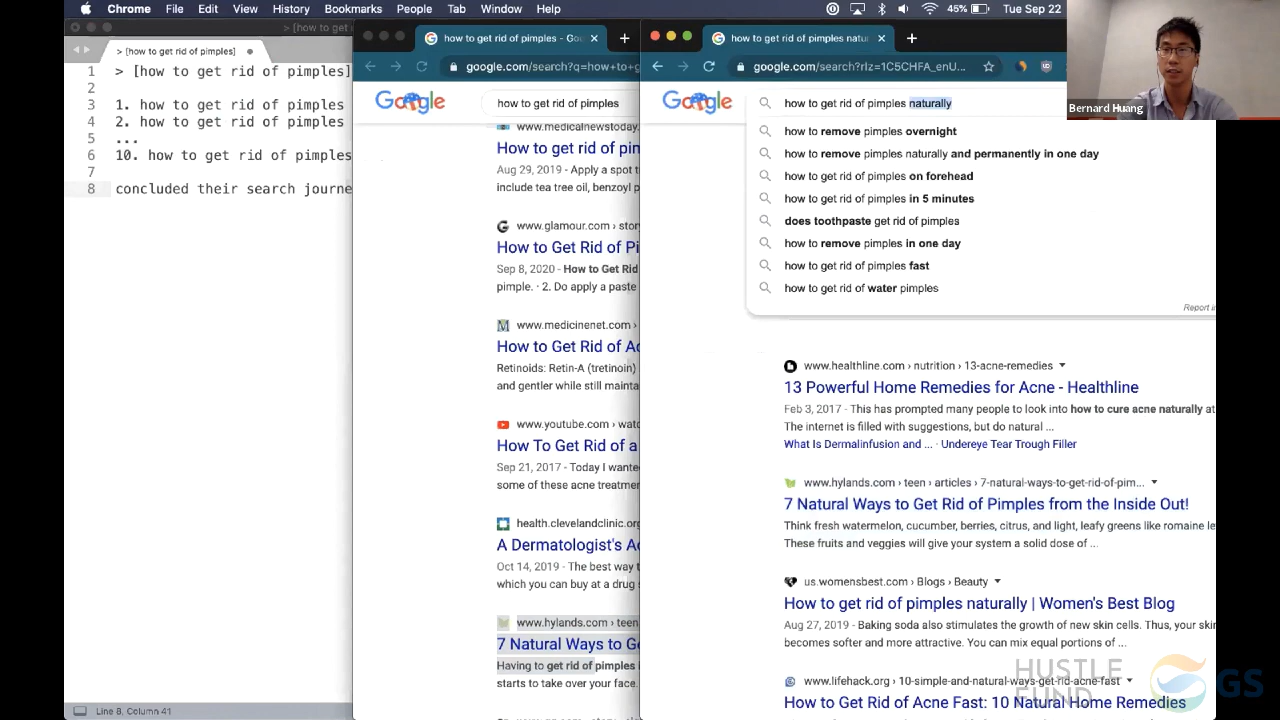 Chrome File Edit View History Bookmarks People Tab Window Help 45% Tue Sep 22
Bernard Huang
> [how to get
> [how to get rid of pimples]
1 > [how to get rid of pimples]
2
3 1. how to get rid of pimples
4 2. how to get rid of pimples
5 ...
6 10. how to get rid of pimples
7
8 concluded their search journe
Line 8, Column 41
how to get rid of pimples - Goo
google.com/search?q=how+to+g
how to get rid of pimples
www.medicalnewstoday.
How to get rid of pim
Aug 29, 2019 - Apply a spot t
include tea tree oil, benzoyl p
www.glamour.com › story
How to Get Rid of Pi
Sep 8, 2020 - How to Get Rid
pimple. · 2. Do apply a paste
www.medicinenet.com ›
How to Get Rid of Ac
Retinoids: Retin-A (tretinoin)
and gentler while still mainta
www.youtube.com › watc
How To Get Rid of a
Sep 21, 2017 - Today I wante
some of these acne treatmen
health.clevelandclinic.org
A Dermatologist's Ac
Oct 14, 2019 - The best way t
which you can buy at a drug s
www.hylands.com › teen
7 Natural Ways to Ge
Having to get rid of pimples i
starts to take over your face.
how to get rid of pimples natur
google.com/search?rlz=1C5CHFA_enU...
how to get rid of pimples naturally
how to remove pimples overnight
how to remove pimples naturally and permanently in one day
how to get rid of pimples on forehead
how to get rid of pimples in 5 minutes
does toothpaste get rid of pimples
how to remove pimples in one day
how to get rid of pimples fast
how to get rid of water pimples
Report in
www.healthline.com › nutrition › 13-acne-remedies
13 Powerful Home Remedies for Acne - Healthline
Feb 3, 2017 - This has prompted many people to look into how to cure acne naturally at
The internet is filled with suggestions, but do natural ...
What Is Dermalinfusion and ... · Undereye Tear Trough Filler
www.hylands.com › teen › articles › 7-natural-ways-to-get-rid-of-pim...
7 Natural Ways to Get Rid of Pimples from the Inside Out!
Think fresh watermelon, cucumber, berries, citrus, and light, leafy greens like romaine le
These fruits and veggies will give your system a solid dose of ...
us.womensbest.com › Blogs › Beauty
How to get rid of pimples naturally | Women's Best Blog
Aug 27, 2019 - Baking soda also stimulates the growth of new skin cells. Thus, your skin
becomes softer and more attractive. You can mix equal portions of ...
www.lifehack.org › 10-simple-and-natural-ways-get-rid-acne-fast
How to Get Rid of Acne Fast: 10 Natural Home Remedies
HUSTLE
FUND
GS